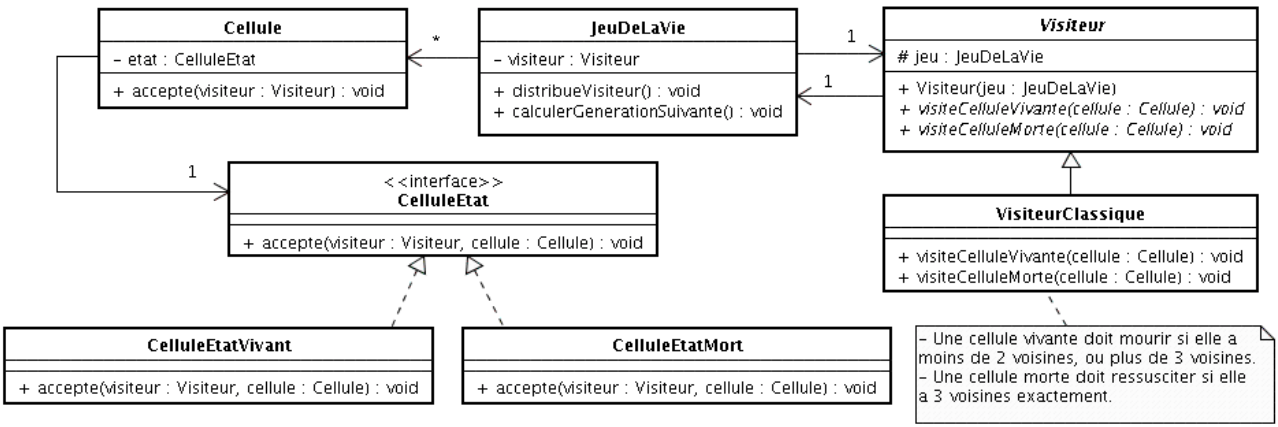 Cellule
- etat : CelluleEtat
+ accepte(visiteur : Visiteur) : void
*
JeuDeLaVie
- visiteur : Visiteur
+ distribueVisiteur() : void
+ calculerGenerationSuivante() : void
1
1
Visiteur
# jeu : JeuDeLaVie
+ Visiteur(jeu : JeuDeLaVie)
+ visiteCelluleVivante(cellule : Cellule) : void
+ visiteCelluleMorte(cellule : Cellule) : void
1
<<interface>>
CelluleEtat
+ accepte(visiteur : Visiteur, cellule : Cellule) : void
VisiteurClassique
+ visiteCelluleVivante(cellule : Cellule) : void
+ visiteCelluleMorte(cellule : Cellule) : void
CelluleEtatVivant
+ accepte(visiteur : Visiteur, cellule : Cellule) : void
CelluleEtatMort
+ accepte(visiteur : Visiteur, cellule : Cellule) : void
- Une cellule vivante doit mourir si elle a
moins de 2 voisines, ou plus de 3 voisines.
- Une cellule morte doit ressusciter si elle
a 3 voisines exactement.